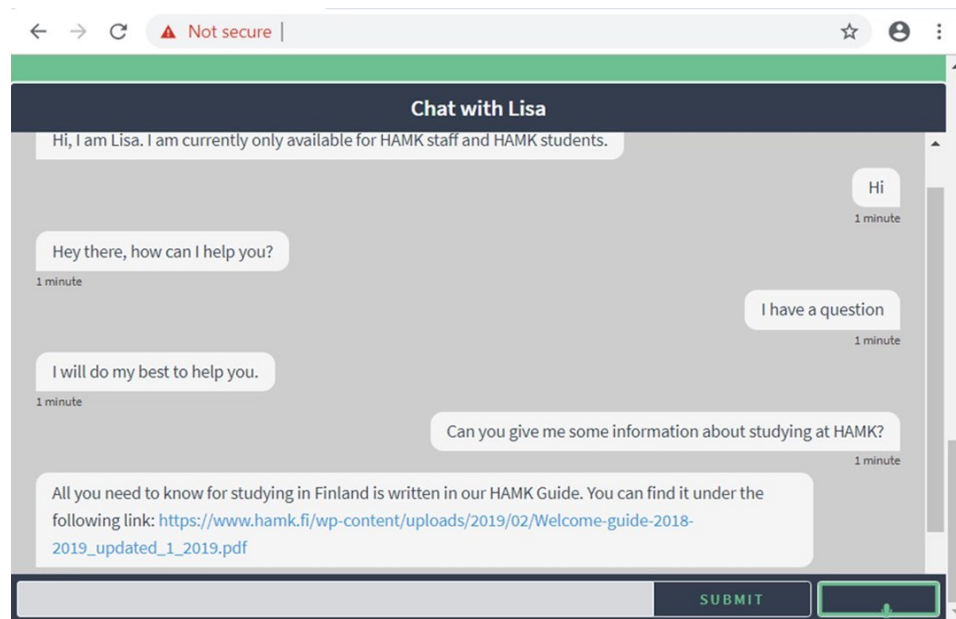 Not secure
Chat with Lisa
Hi, I am Lisa. I am currently only available for HAMK staff and HAMK students.
Hi
1 minute
Hey there, how can I help you?
1 minute
I have a question
1 minute
I will do my best to help you.
1 minute
Can you give me some information about studying at HAMK?
1 minute
All you need to know for studying in Finland is written in our HAMK Guide. You can find it under the
following link: https://www.hamk.fi/wp-content/uploads/2019/02/Welcome-guide-2018-
2019_updated_1_2019.pdf
SUBMIT